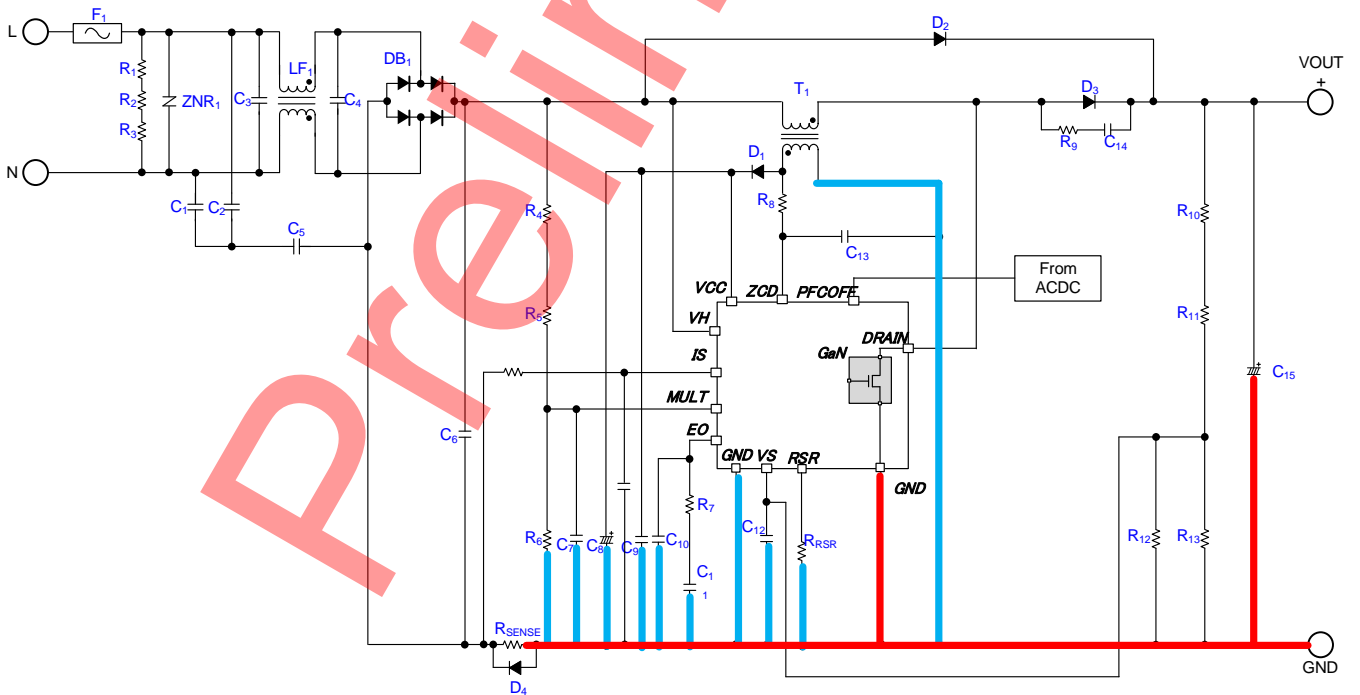 F1
L
R1
R2
R3
ZNR1
C3
LF1
C4
DB1
D2
VOUT
+
T1
D3
R9
C14
N
D1
R8
C1
C2
C5
R4
C13
R10
From
ACDC
VCC
ZCD
PFCOFF
R5
VH
R11
IS
DRAIN
GaN
MULT
C15
C6
EO
GND
VS
RSR
GND
R7
R6
C7
C8
C9
C10
C12
RRSR
R12
R13
C1
1
RSENSE
D4
GND
Prelin